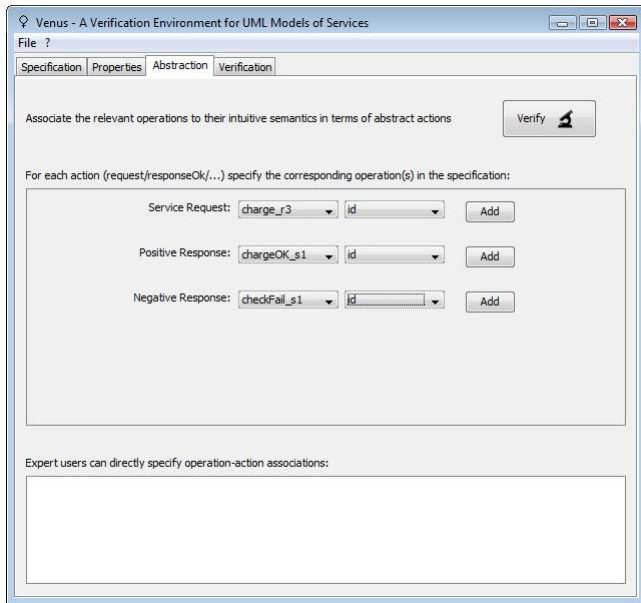 Venus - A Verification Environment for UML Models of Services
File ?
Specification Properties Abstraction Verification
Associate the relevant operations to their intuitive semantics in terms of abstract actions Verify
For each action (request/responseOk/...) specify the corresponding operation(s) in the specification:
Service Request: charge_r3 id Add
Positive Response: chargeOK_s1 id Add
Negative Response: checkFail_s1 id Add
Expert users can directly specify operation-action associations: